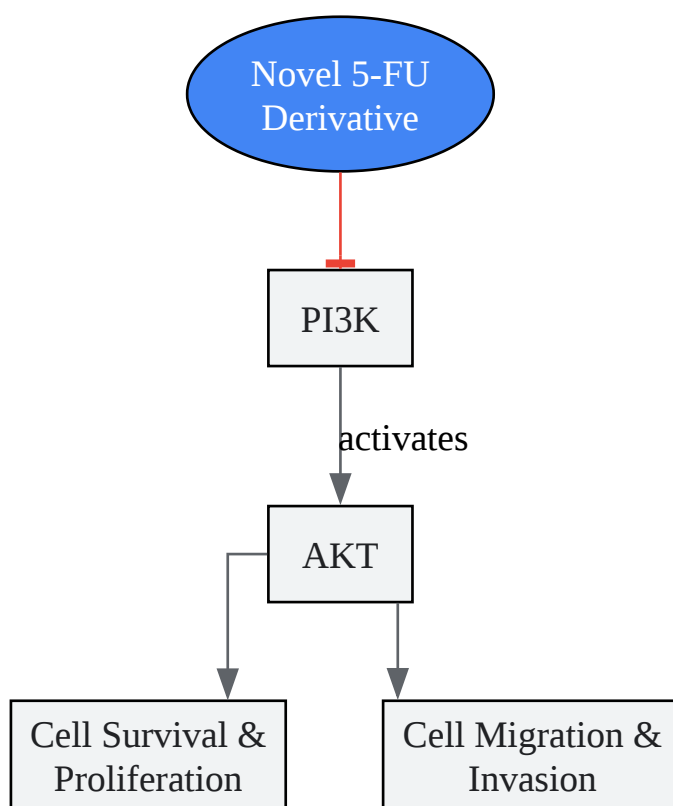 Novel 5-FU
Derivative
PI3K
activates
AKT
Cell Survival &
Proliferation
Cell Migration &
Invasion